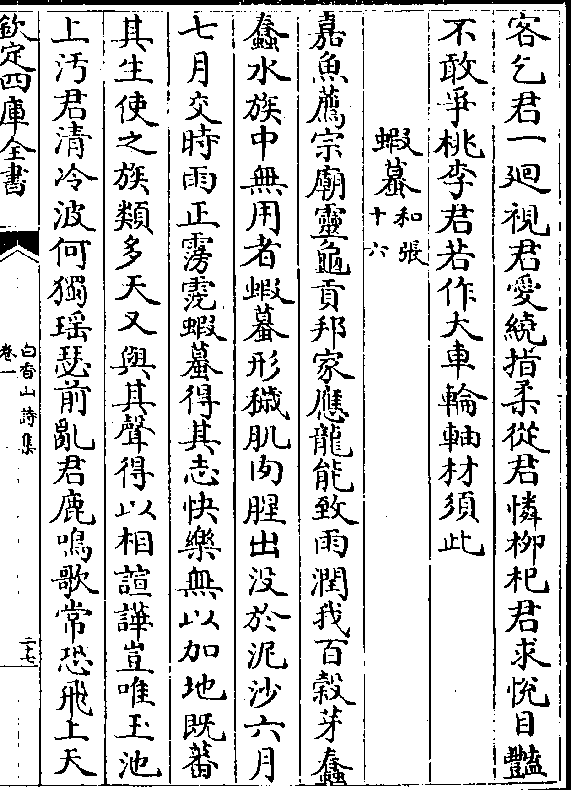 客乞君一迴視君愛繞指柔從君憐柳杞君求悅目豔
不敢爭桃李君若作大車輪軸材須此
蝦蟇和張十六
嘉魚薦宗廟靈龜貢邦家應龍能致雨潤我百穀芽蠢
蠢水族中無用者蝦蟇形穢肌肉腥出没於泥沙六月
七月交時雨正霶霑蝦蟇得其志快樂無以加地既蕃
其生使之族類多天又與其聲得以相諠譁豈唯玉池
上汚君清冷波何獨瑶瑟前亂君鹿鳴歌常恐飛上天
欽定四庫全書
白香山詩集
卷一
二七